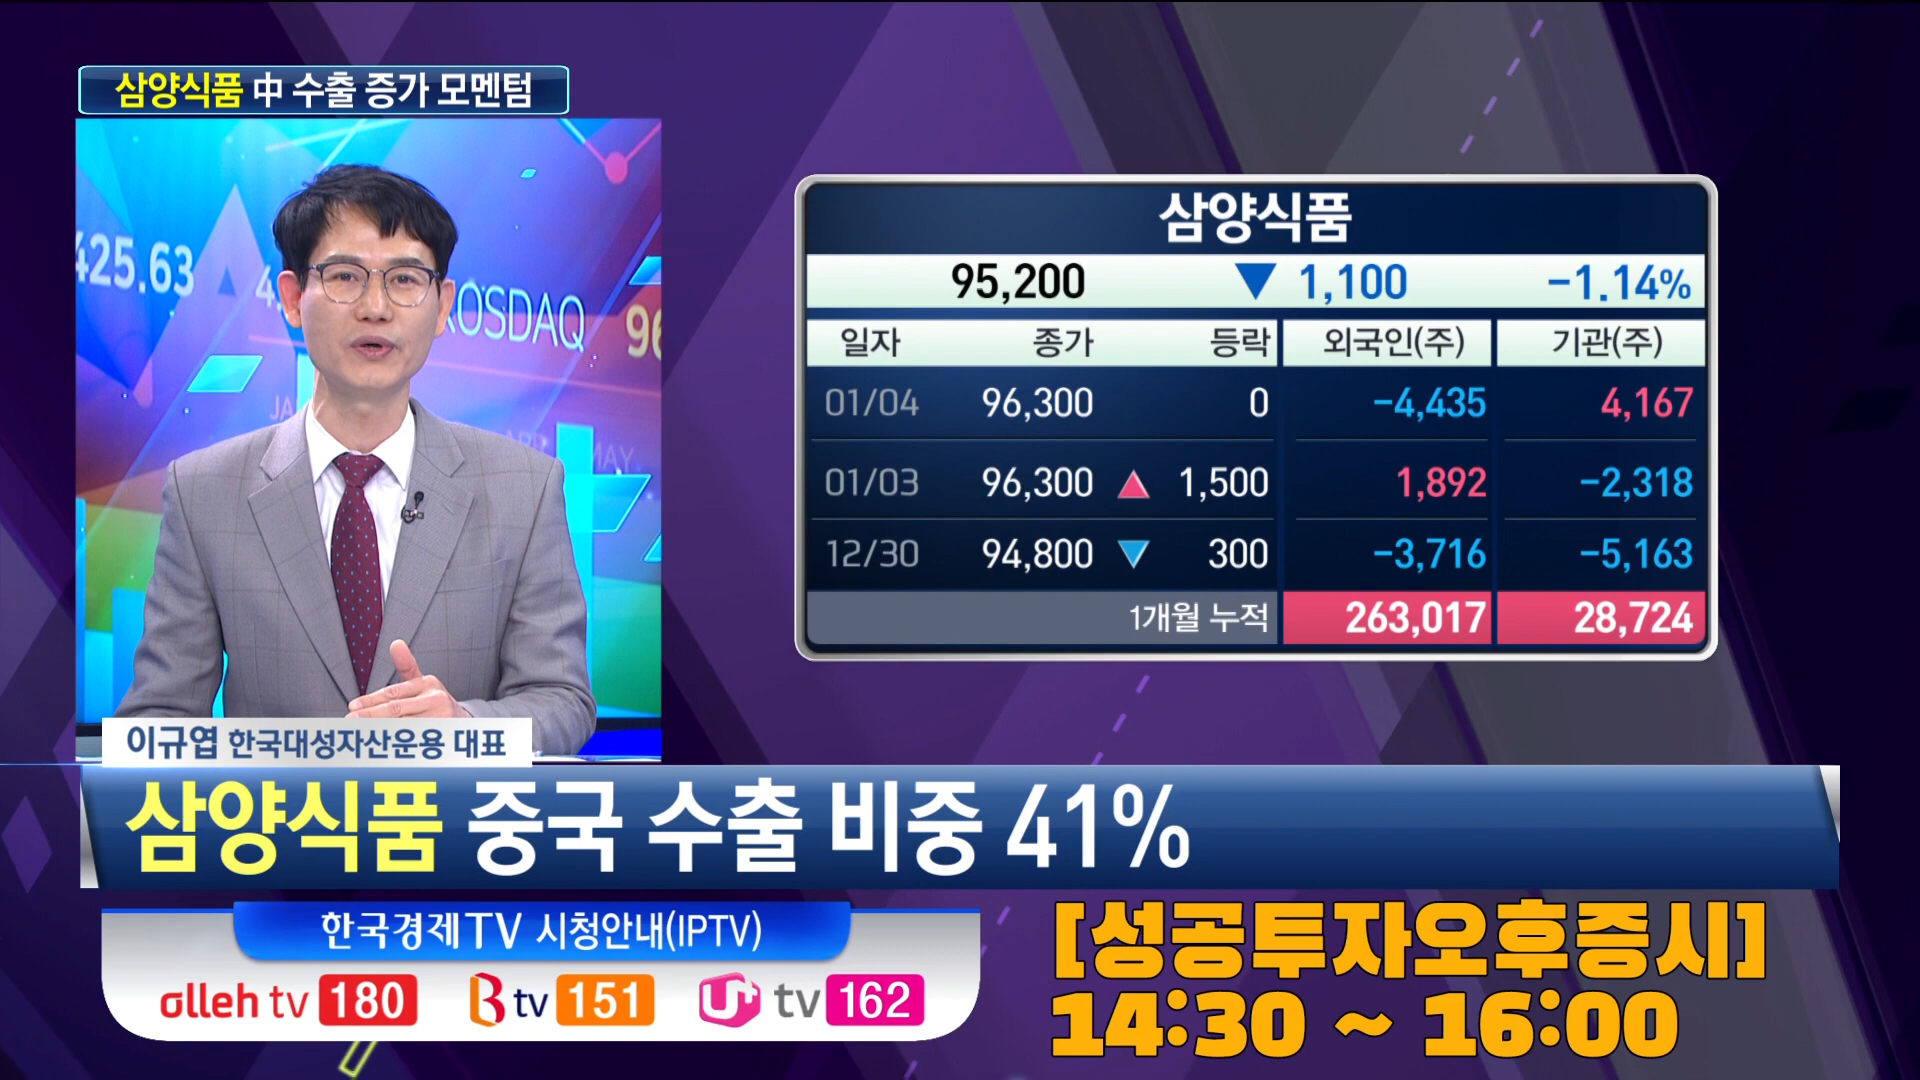 삼양식품 中 수출 증가 모멘텀
425.63 ▲ 4.
KOSDAQ
96
MAY
삼양식품
95,200 ▼ 1,100 -1.14%
일자 종가 등락 외국인(주) 기관(주)
01/04 96,300 0 -4,435 4,167
01/03 96,300 ▲ 1,500 1,892 -2,318
12/30 94,800 ▼ 300 -3,716 -5,163
1개월 누적 263,017 28,724
이규엽 한국대성자산운용 대표
삼양식품 중국 수출 비중 41%
한국경제TV 시청안내(IPTV)
olleh tv 180 B tv 151 U+ tv 162
[성공투자오후증시]
14:30 ~ 16:00